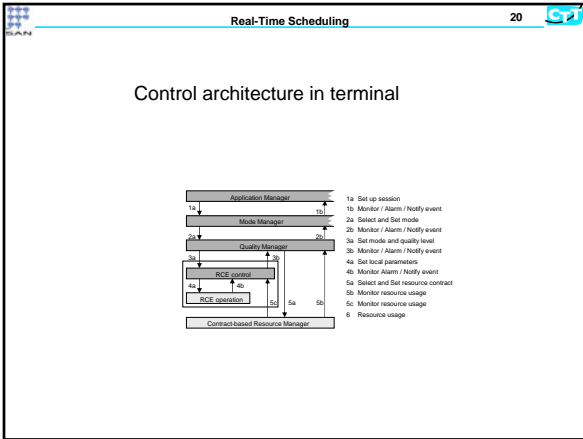 SAN
Real-Time Scheduling
20
CTIT
Control architecture in terminal
Application Manager
1a
1b
Mode Manager
2a
2b
Quality Manager
3a
3b
RCE control
4a
4b
RCE operation
5c
5a
5b
Contract-based Resource Manager
1a Set up session
1b Monitor / Alarm / Notify event
2a Select and Set mode
2b Monitor / Alarm / Notify event
3a Set mode and quality level
3b Monitor / Alarm / Notify event
4a Set local parameters
4b Monitor Alarm / Notify event
5a Select and Set resource contract
5b Monitor resource usage
5c Monitor resource usage
6 Resource usage